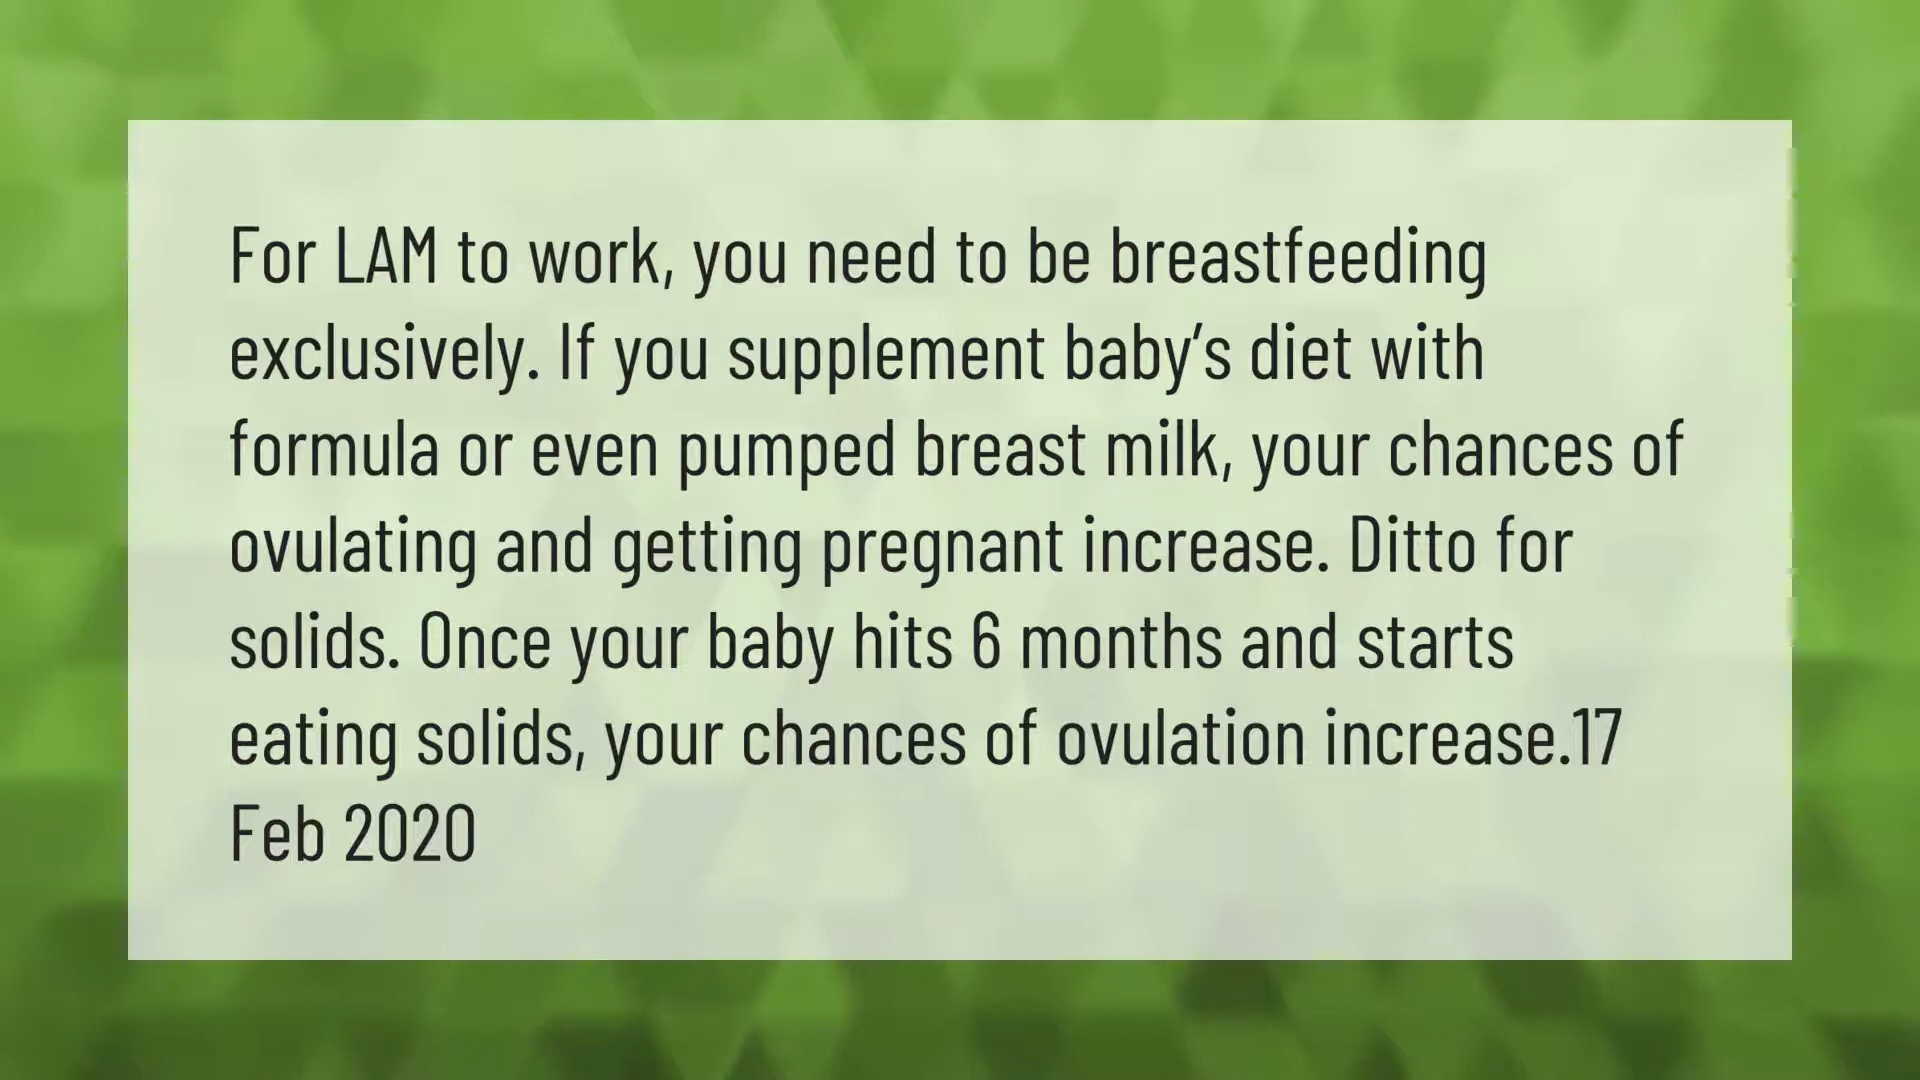 For LAM to work, you need to be breastfeeding
exclusively. If you supplement baby’s diet with
formula or even pumped breast milk, your chances of
ovulating and getting pregnant increase. Ditto for
solids. Once your baby hits 6 months and starts
eating solids, your chances of ovulation increase.17
Feb 2020